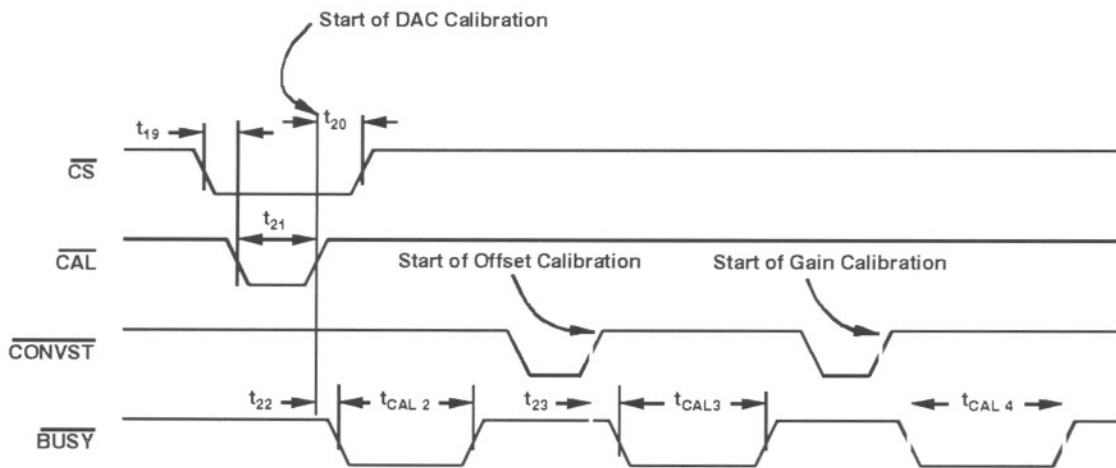 Start of DAC Calibration
t19
t20
CS
t21
CAL
Start of Offset Calibration
Start of Gain Calibration
CONVST
t22
tCAL 2
t23
tCAL3
tCAL 4
BUSY